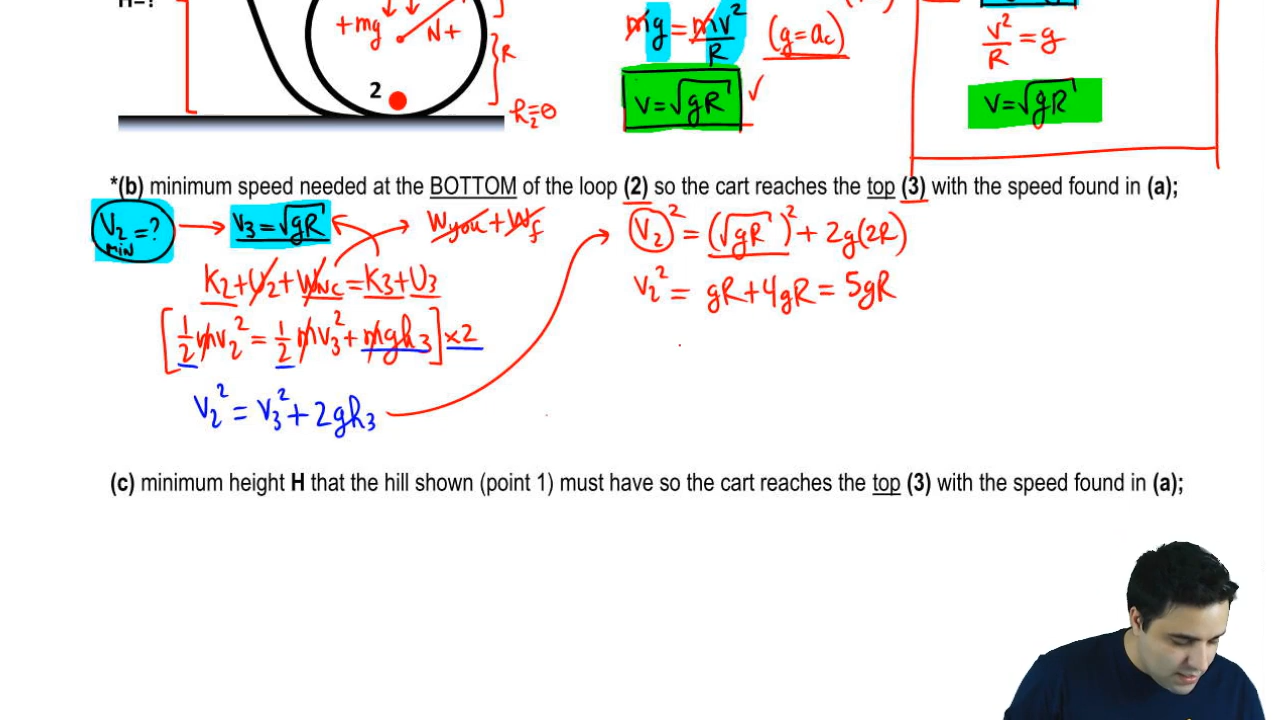 +mg
N+
R
2
h₂=0
mg = mv²/R (g=a_c)
v=√gR ✓
v²/R = g
v=√gR
*(b) minimum speed needed at the BOTTOM of the loop (2) so the cart reaches the top (3) with the speed found in (a);
V₂ min =? → V₃=√gR
W_you + W_f
K₂+U₂+W_NC=K₃+U₃
[½mv₂² = ½mv₃² + mgh₃]×2
V₂² = V₃² + 2gh₃
V₂² = (√gR)² + 2g(2R)
V₂² = gR+4gR = 5gR
(c) minimum height H that the hill shown (point 1) must have so the cart reaches the top (3) with the speed found in (a);